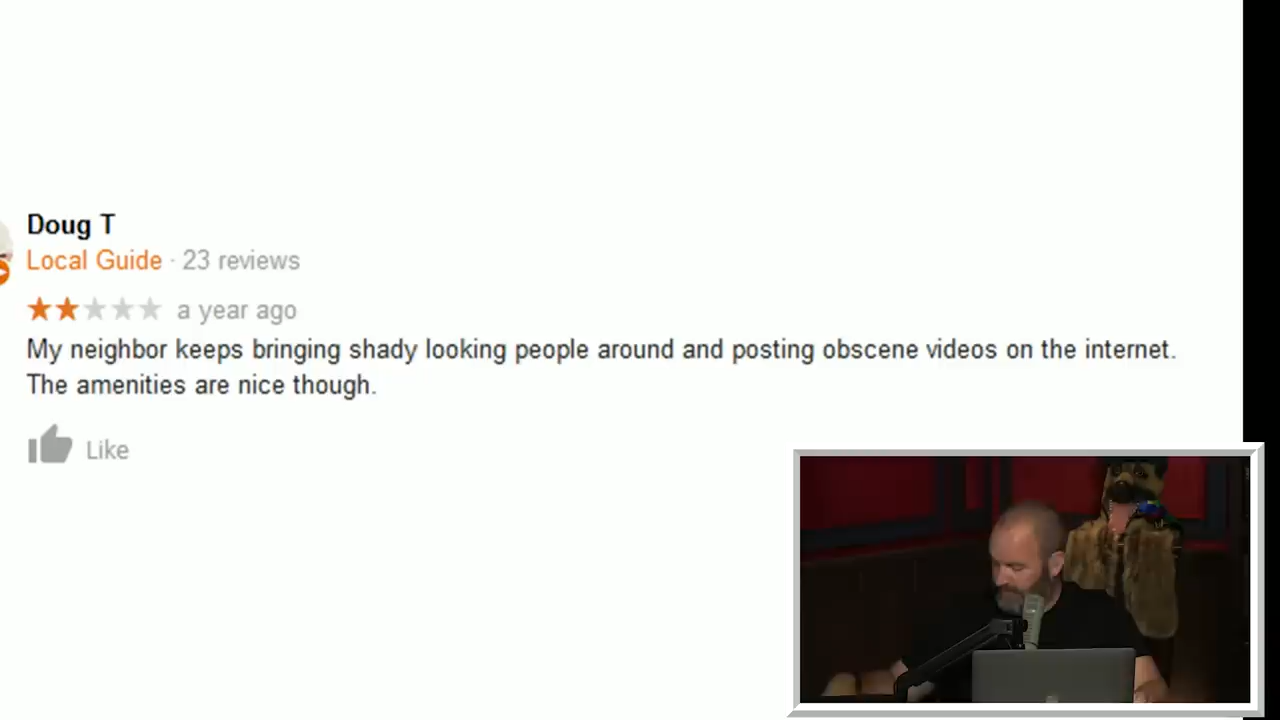 Doug T
Local Guide · 23 reviews
a year ago
My neighbor keeps bringing shady looking people around and posting obscene videos on the internet.
The amenities are nice though.
Like